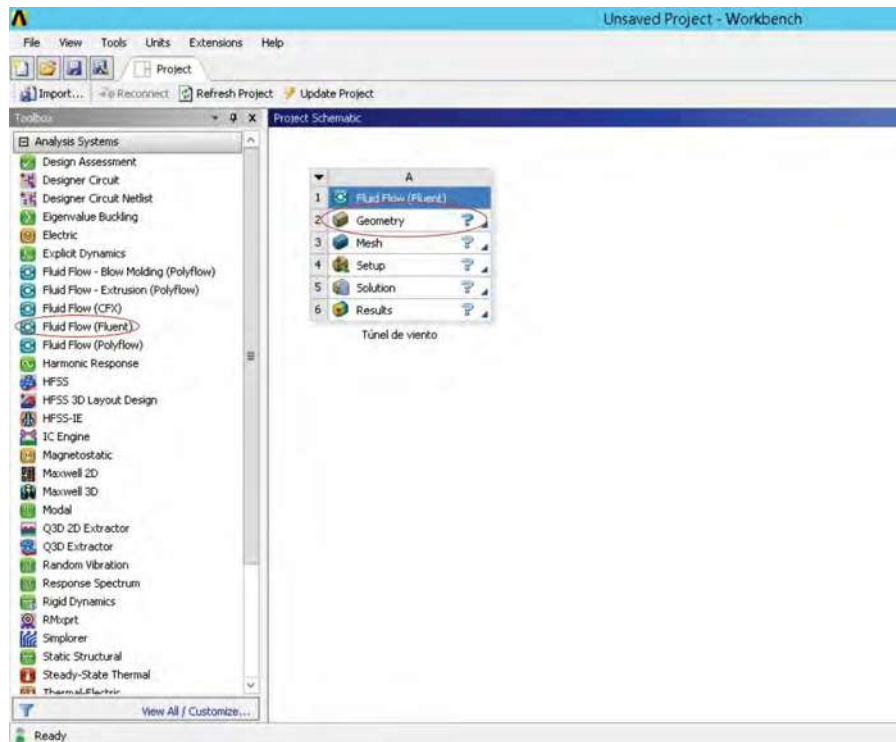 Unsaved Project - Workbench
File View Tools Units Extensions Help
Project
Import... Reconnect Refresh Project Update Project
Toolbox
Project Schematic
Analysis Systems
Design Assessment
Designer Circuit
Designer Circuit Netlist
Eigenvalue Buckling
Electric
Explicit Dynamics
Fluid Flow - Blow Molding (Polyflow)
Fluid Flow - Extrusion (Polyflow)
Fluid Flow (CFX)
Fluid Flow (Fluent)
Fluid Flow (Polyflow)
Harmonic Response
HFSS
HFSS 3D Layout Design
HFSS-IE
IC Engine
Magnetostatic
Maxwell 2D
Maxwell 3D
Modal
Q3D 2D Extractor
Q3D Extractor
Random Vibration
Response Spectrum
Rigid Dynamics
RMxprt
Simplorer
Static Structural
Steady-State Thermal
Thermal-Electric
View All / Customize...
Ready
A
1 Fluid Flow (Fluent)
2 Geometry ?
3 Mesh ?
4 Setup ?
5 Solution ?
6 Results ?
Túnel de viento